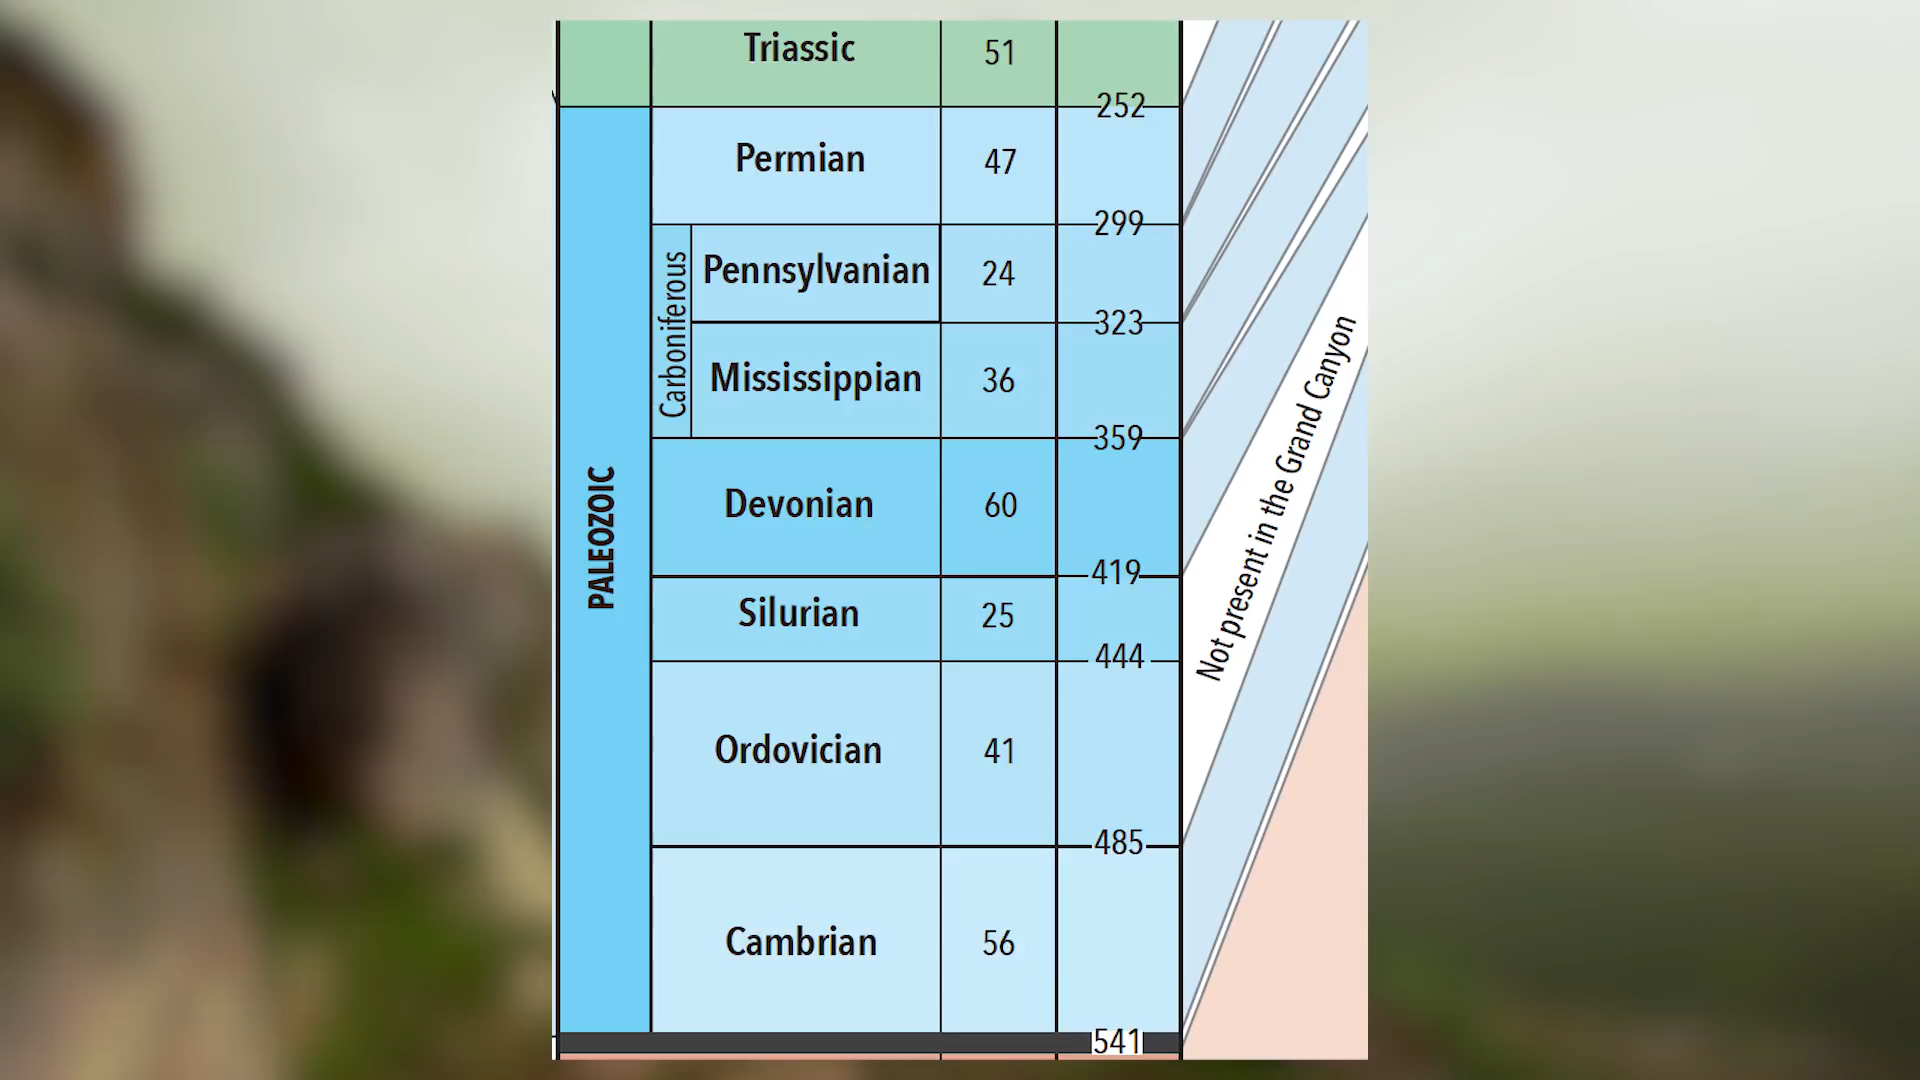 Triassic 51
252
Permian 47
299
Carboniferous
Pennsylvanian 24
323
Mississippian 36
359
PALEOZOIC
Devonian 60
419
Silurian 25
444
Ordovician 41
485
Cambrian 56
541
Not present in the Grand Canyon